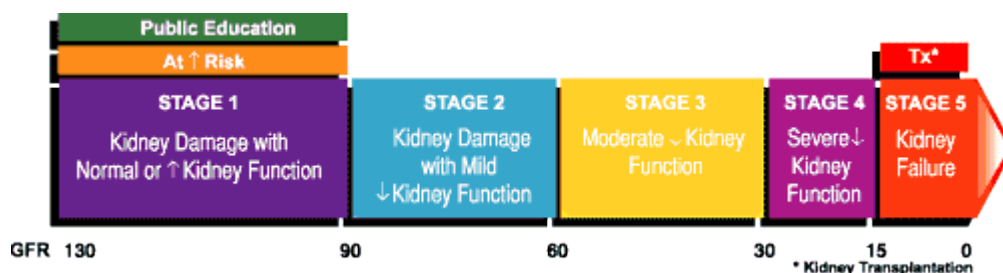 Public Education
At ↑ Risk
Tx*
STAGE 1
Kidney Damage with
Normal or ↑ Kidney Function
STAGE 2
Kidney Damage
with Mild
↓ Kidney Function
STAGE 3
Moderate ↓ Kidney
Function
STAGE 4
Severe↓
Kidney
Function
STAGE 5
Kidney
Failure
GFR 130 90 60 30 15 0
* Kidney Transplantation